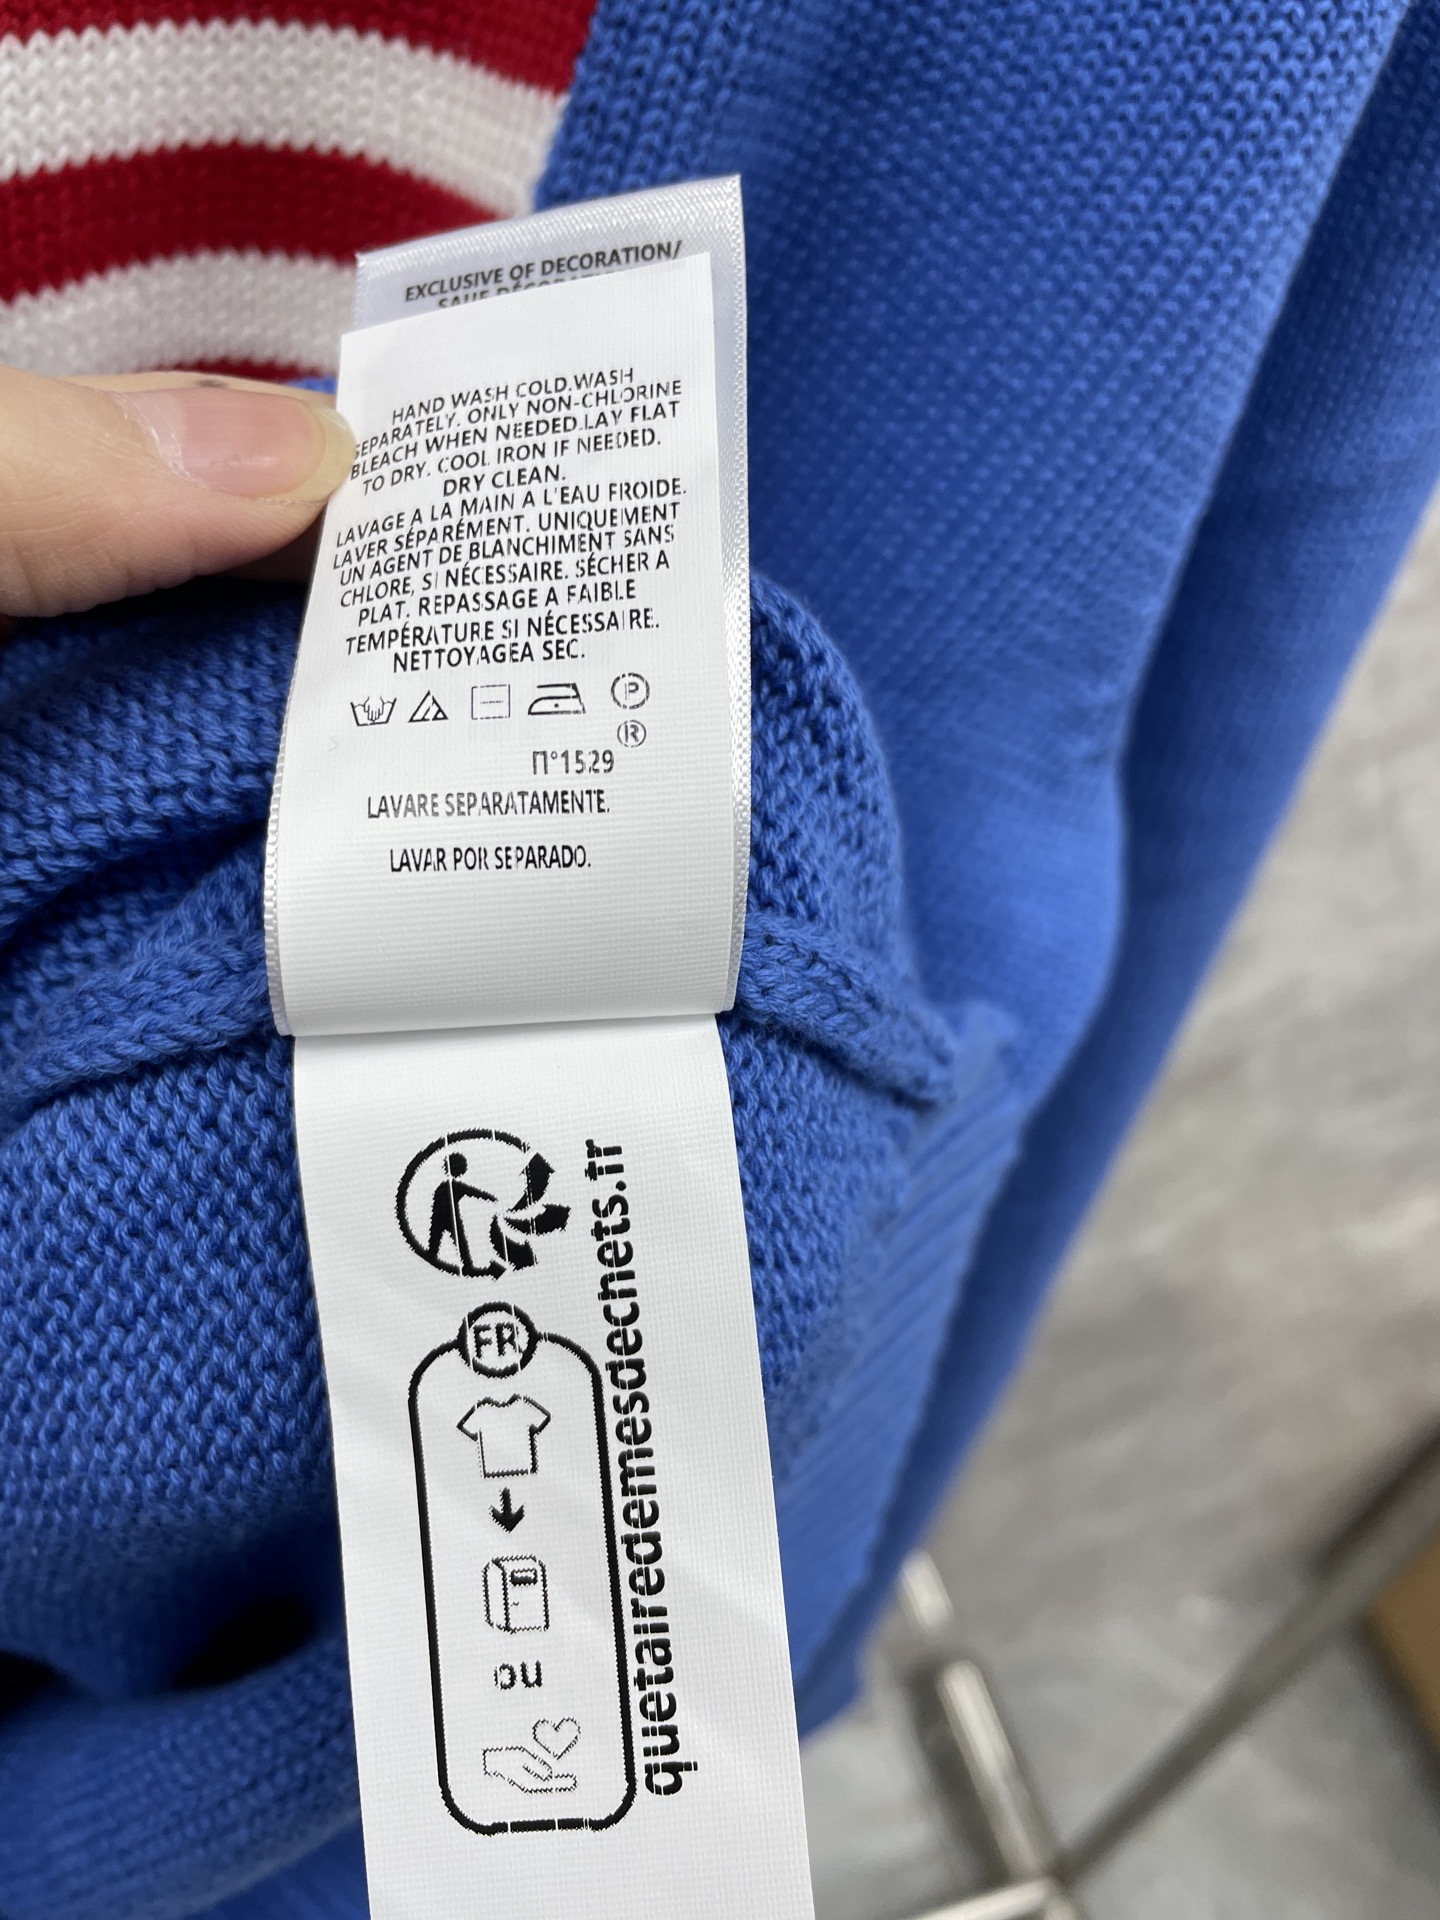 EXCLUSIVE OF DECORATION/
HAND WASH COLD.WASH
SEPARATELY. ONLY NON-CHLORINE
BLEACH WHEN NEEDED.LAY FLAT
TO DRY. COOL IRON IF NEEDED.
DRY CLEAN.
LAVAGE A LA MAIN A L'EAU FROIDE.
LAVER SÉPARÉMENT. UNIQUEMENT
UN AGENT DE BLANCHIMENT SANS
CHLORE, SI NÉCESSAIRE. SÉCHER A
PLAT. REPASSAGE A FAIBLE
TEMPÉRATURE SI NÉCESSAIRE.
NETTOYAGEA SEC.
P
R
П°1529
LAVARE SEPARATAMENTE.
LAVAR POR SEPARADO.
FR
ou
quetairedemesdecnets.tr